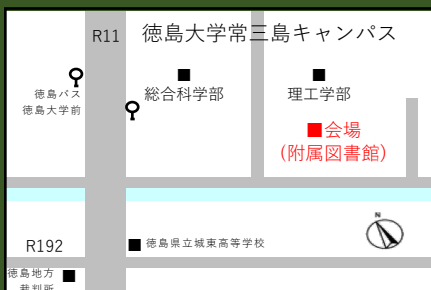 R11
徳島大学常三島キャンパス
徳島バス
徳島大学前
総合科学部
理工学部
会場
(附属図書館)
N
R192
徳島県立城東高等学校
徳島地方
裁判所